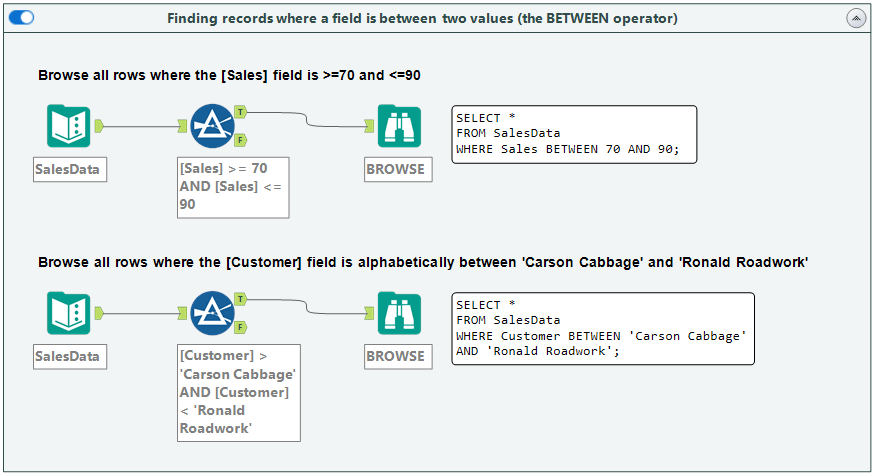 Finding records where a field is between two values (the BETWEEN operator)
Browse all rows where the [Sales] field is >=70 and <=90
T
F
SalesData
[Sales] >= 70
AND [Sales] <=
90
BROWSE
SELECT *
FROM SalesData
WHERE Sales BETWEEN 70 AND 90;
Browse all rows where the [Customer] field is alphabetically between 'Carson Cabbage' and 'Ronald Roadwork'
T
F
SalesData
[Customer] >
'Carson Cabbage'
AND [Customer]
< 'Ronald
Roadwork'
BROWSE
SELECT *
FROM SalesData
WHERE Customer BETWEEN 'Carson Cabbage'
AND 'Ronald Roadwork';